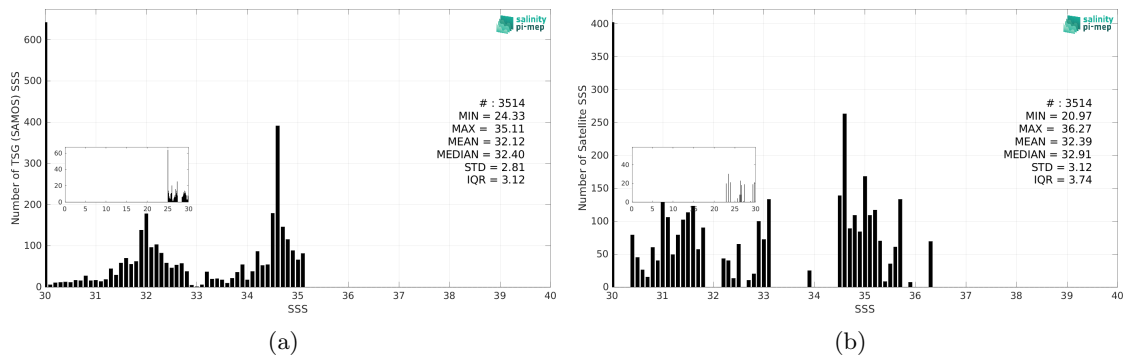 salinity
pi-mep
Number of TSG (SAMOS) SSS
600
500
400
300
200
100
0
# : 3514
MIN = 24.33
MAX = 35.11
MEAN = 32.12
MEDIAN = 32.40
STD = 2.81
IQR = 3.12
60
40
20
0
0 5 10 15 20 25 30
30 31 32 33 34 35 36 37 38 39 40
SSS
(a)
salinity
pi-mep
Number of Satellite SSS
400
350
300
250
200
150
100
50
0
# : 3514
MIN = 20.97
MAX = 36.27
MEAN = 32.39
MEDIAN = 32.91
STD = 3.12
IQR = 3.74
40
20
0
0 5 10 15 20 25 30
30 31 32 33 34 35 36 37 38 39 40
SSS
(b)